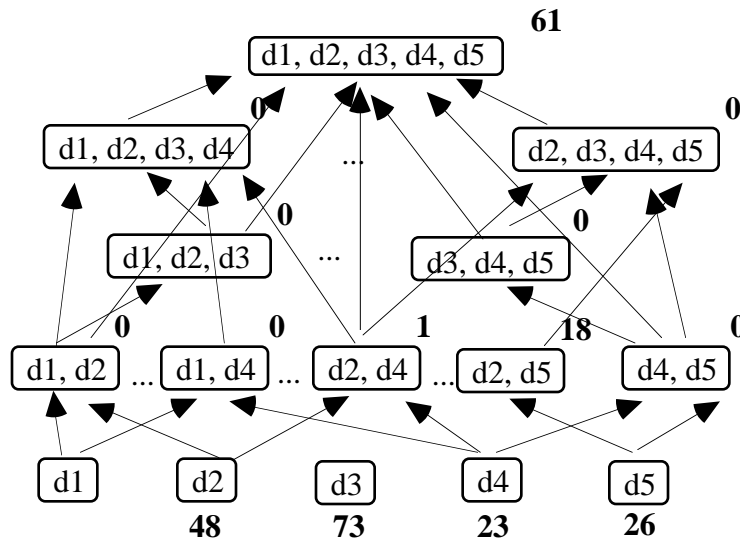 61
d1, d2, d3, d4, d5
0 0
d1, d2, d3, d4 ... d2, d3, d4, d5
0 0
d1, d2, d3 ... d3, d4, d5
0 0 1 18 0
d1, d2 ... d1, d4 ... d2, d4 ... d2, d5 d4, d5
d1 d2 d3 d4 d5
48 73 23 26